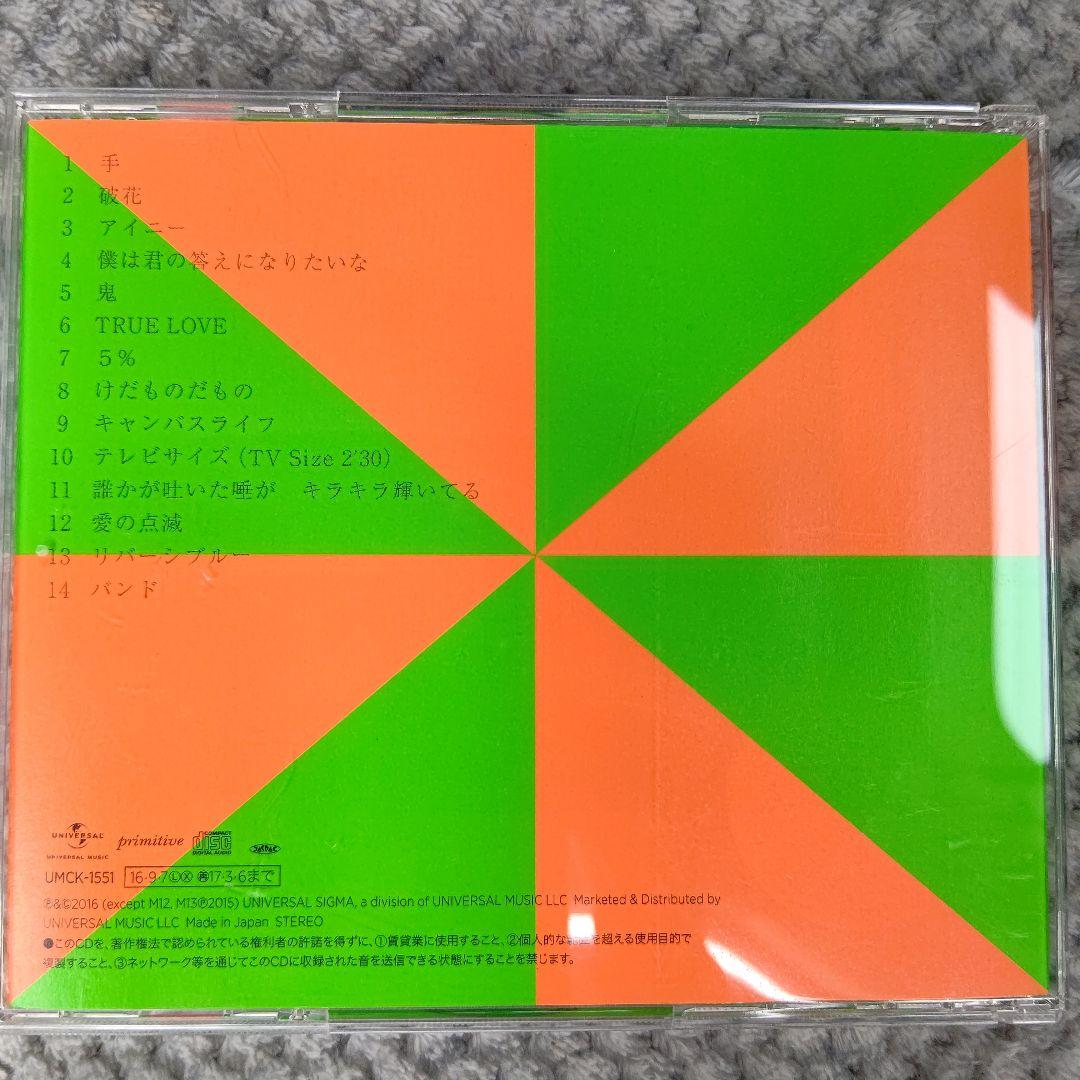 1 手
2 破花
3 アイニー
4 僕は君の答えになりたいな
5 鬼
6 TRUE LOVE
7 5%
8 けだものだもの
9 キャンバスライフ
10 テレビサイズ (TV Size 2'30)
11 誰かが吐いた唾が キラキラ輝いてる
12 愛の点滅
13 リバーシブルー
14 バンド
UNIVERSAL
UNIVERSAL MUSIC
primitive
COMPACT
disc
DIGITAL AUDIO
UMCK-1551 16・9・7ⓁⓍ ㊢17・3・6まで
℗&©2016 (except M12, M13℗2015) UNIVERSAL SIGMA, a division of UNIVERSAL MUSIC LLC Marketed & Distributed by
UNIVERSAL MUSIC LLC Made in Japan STEREO
●このCDを、著作権法で認められている権利者の許諾を得ずに、①賃貸業に使用すること、②個人的な範囲を超える使用目的で
複製すること、③ネットワーク等を通じてこのCDに収録された音を送信できる状態にすることを禁じます。